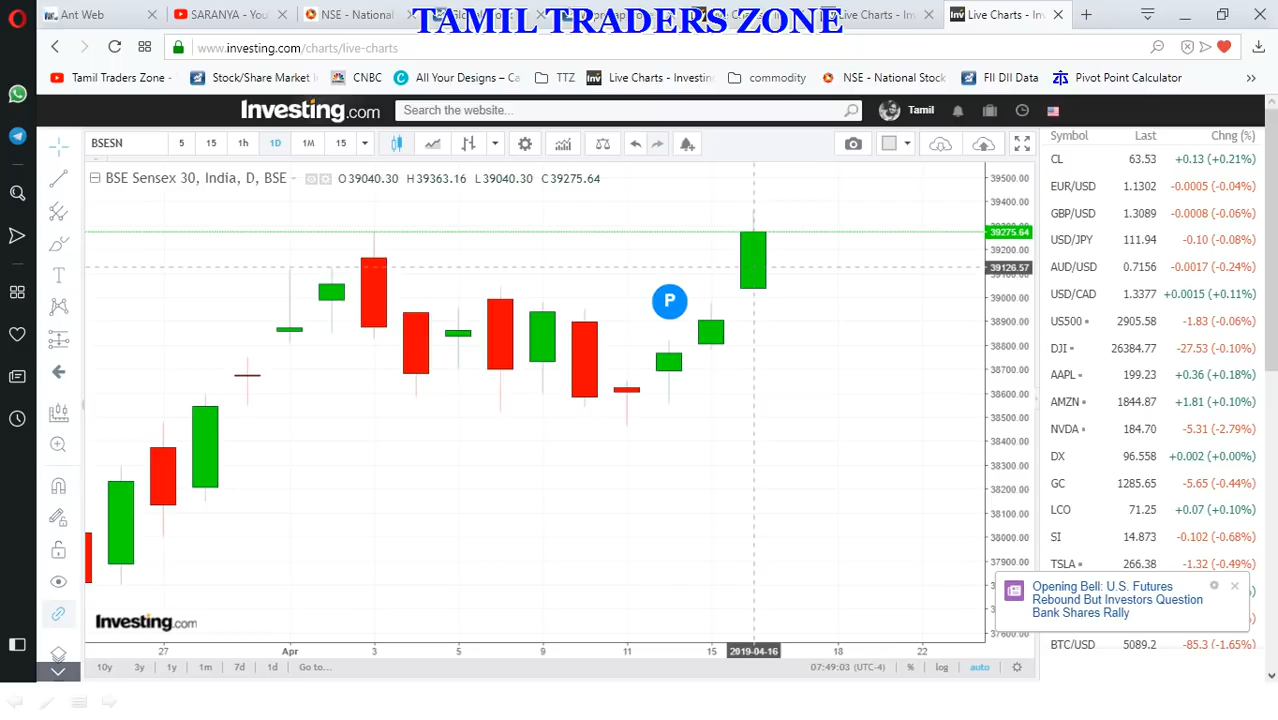 TAMIL TRADERS ZONE
Ant Web
SARANYA - You
NSE - National
Live Charts -
Live Charts - In
www.investing.com/charts/live-charts
Tamil Traders Zone -
Stock/Share Market I
CNBC
All Your Designes – Ca
TTZ
Live Charts - Investin
commodity
NSE - National Stock
FII DII Data
Pivot Point Calculator
Investing.com
Search the website...
Tamil
BSESN
5
15
1h
1D
1M
15
BSE Sensex 30, India, D, BSE
O39040.30 H39363.16 L39040.30 C39275.64
39500.00
39400.00
39275.64
39200.00
39126.57
39000.00
38900.00
38800.00
38700.00
38600.00
38500.00
38400.00
38300.00
38200.00
38100.00
38000.00
37900.00
P
Investing.com
27
Apr
3
5
9
11
15
2019-04-16
18
22
10y
3y
1y
1m
7d
1d
Go to...
07:49:03 (UTC-4)
%
log
auto
Symbol Last Chng (%)
CL 63.53 +0.13 (+0.21%)
EUR/USD 1.1302 -0.0005 (-0.04%)
GBP/USD 1.3089 -0.0008 (-0.06%)
USD/JPY 111.94 -0.10 (-0.08%)
AUD/USD 0.7156 -0.0017 (-0.24%)
USD/CAD 1.3377 +0.0015 (+0.11%)
US500 2905.58 -1.83 (-0.06%)
DJI 26384.77 -27.53 (-0.10%)
AAPL 199.23 +0.36 (+0.18%)
AMZN 1844.87 +1.81 (+0.10%)
NVDA 184.70 -5.31 (-2.79%)
DX 96.558 +0.002 (+0.00%)
GC 1285.65 -5.65 (-0.44%)
LCO 71.25 +0.07 (+0.10%)
SI 14.873 -0.102 (-0.68%)
TSLA 266.38 -1.32 (-0.49%)
Opening Bell: U.S. Futures
Rebound But Investors Question
Bank Shares Rally
BTC/USD 5089.2 -85.3 (-1.65%)